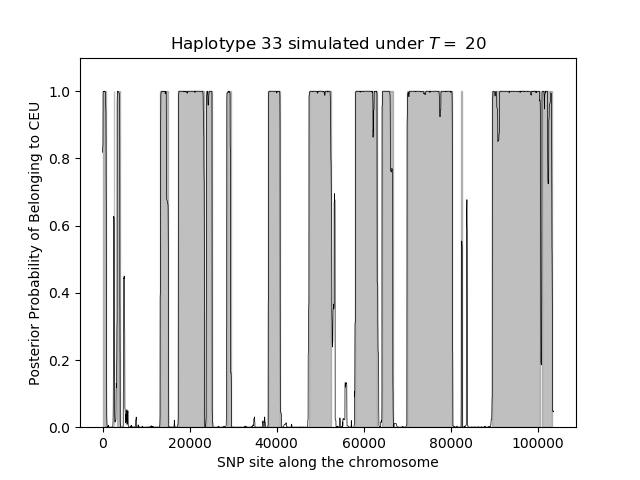 Haplotype 33 simulated under T = 20
Posterior Probability of Belonging to CEU
1.0
0.8
0.6
0.4
0.2
0.0
0 20000 40000 60000 80000 100000
SNP site along the chromosome